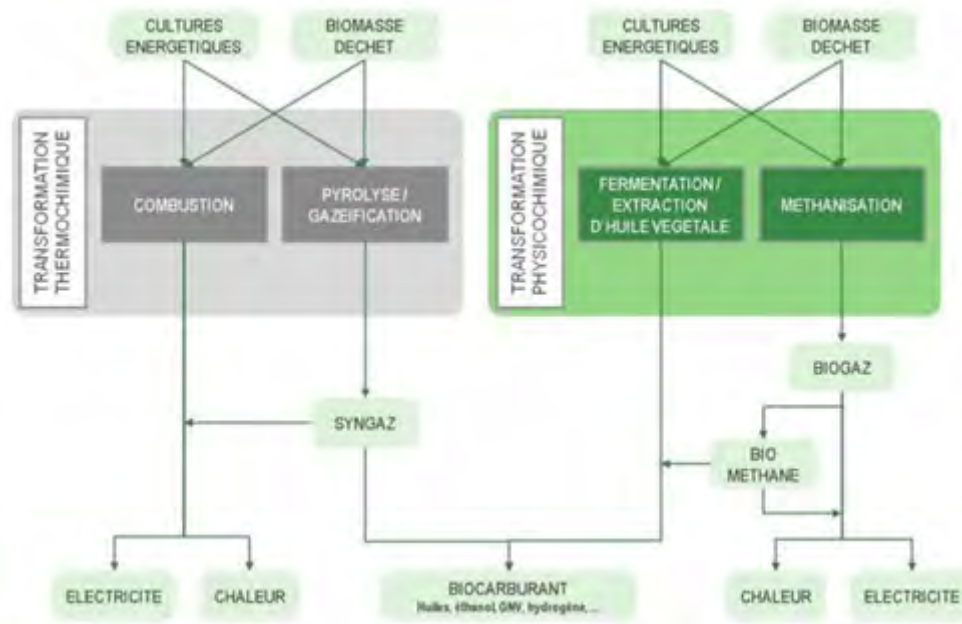 CULTURES
ENERGETIQUES
BIOMASSE
DECHET
CULTURES
ENERGETIQUES
BIOMASSE
DECHET
TRANSFORMATION
THERMOCHIMIQUE
COMBUSTION
PYROLYSE /
GAZEIFICATION
TRANSFORMATION
PHYSICOCHIMIQUE
FERMENTATION /
EXTRACTION
D'HUILE VEGETALE
METHANISATION
BIOGAZ
SYNGAZ
BIO
METHANE
ELECTRICITE
CHALEUR
BIOCARBURANT
Huiles, éthanol, GNV, hydrogène, ...
CHALEUR
ELECTRICITE